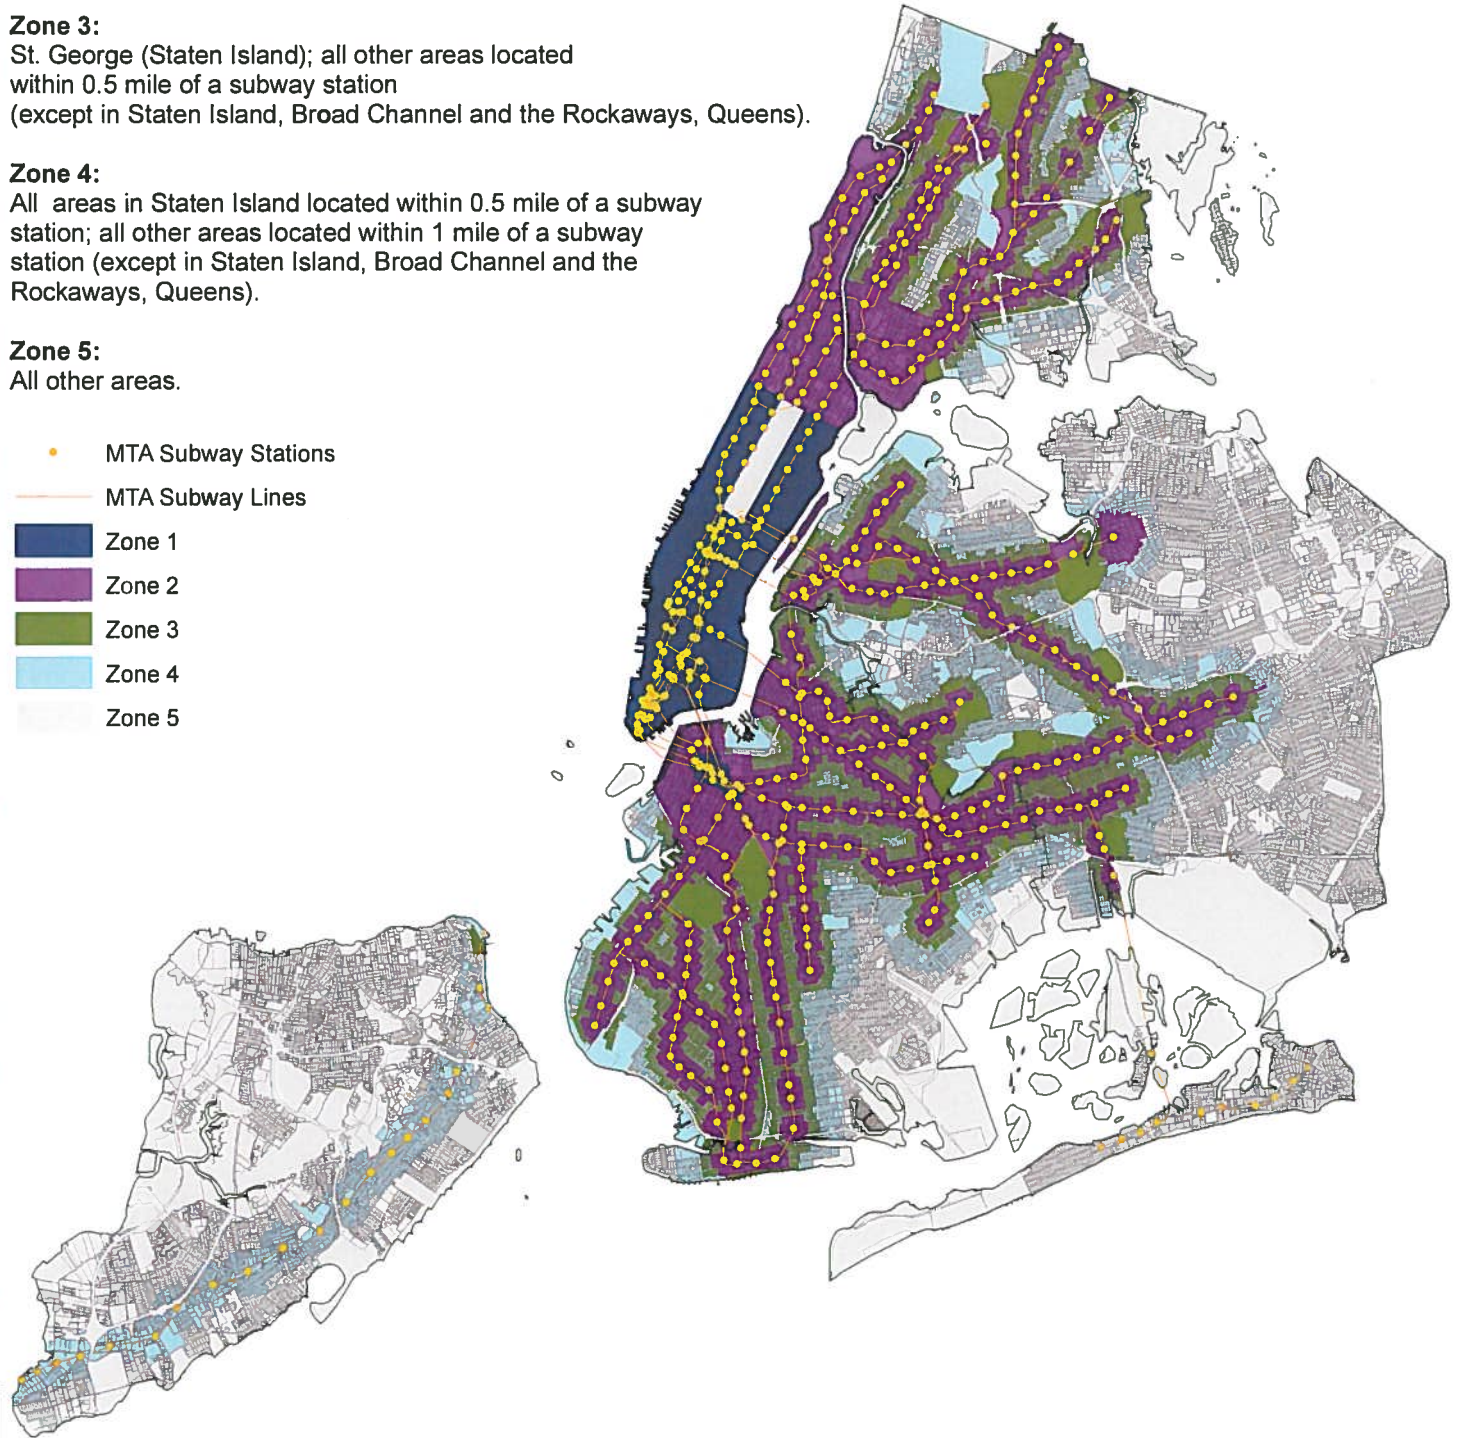 Zone 3:
St. George (Staten Island); all other areas located
within 0.5 mile of a subway station
(except in Staten Island, Broad Channel and the Rockaways, Queens).
Zone 4:
All areas in Staten Island located within 0.5 mile of a subway
station; all other areas located within 1 mile of a subway
station (except in Staten Island, Broad Channel and the
Rockaways, Queens).
Zone 5:
All other areas.
MTA Subway Stations
MTA Subway Lines
Zone 1
Zone 2
Zone 3
Zone 4
Zone 5